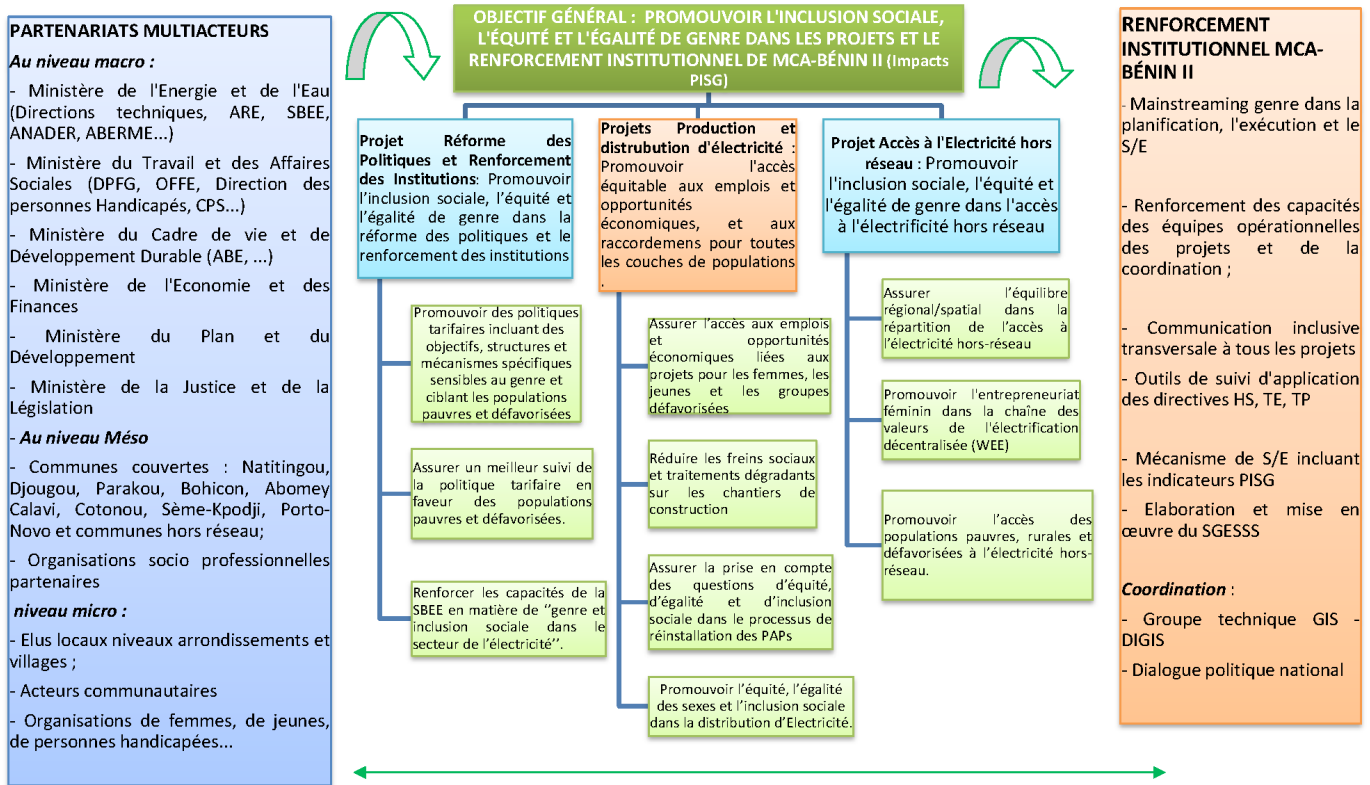 PARTENARIATS MULTIACTEURS
Au niveau macro :
- Ministère de l'Energie et de l'Eau
(Directions techniques, ARE, SBEE,
ANADER, ABERME...)
- Ministère du Travail et des Affaires
Sociales (DPFG, OFFE, Direction des
personnes Handicapés, CPS...)
- Ministère du Cadre de vie et de
Développement Durable (ABE, ...)
- Ministère de l'Economie et des
Finances
- Ministère du Plan et du
Développement
- Ministère de la Justice et de la
Législation
- Au niveau Méso
- Communes couvertes : Natitingou,
Djougou, Parakou, Bohicon, Abomey
Calavi, Cotonou, Sème-Kpodji, Porto-
Novo et communes hors réseau;
- Organisations socio professionnelles
partenaires
niveau micro :
- Elus locaux niveaux arrondissements et
villages ;
- Acteurs communautaires
- Organisations de femmes, de jeunes,
de personnes handicapées...
OBJECTIF GÉNÉRAL : PROMOUVOIR L'INCLUSION SOCIALE,
L'ÉQUITÉ ET L'ÉGALITÉ DE GENRE DANS LES PROJETS ET LE
RENFORCEMENT INSTITUTIONNEL DE MCA-BÉNIN II (Impacts
PISG)
Projet Réforme des
Politiques et Renforcement
des Institutions: Promouvoir
l'inclusion sociale, l'équité et
l'égalité de genre dans la
réforme des politiques et le
renforcement des institutions
Promouvoir des politiques
tarifaires incluant des
objectifs, structures et
mécanismes spécifiques
sensibles au genre et
ciblant les populations
pauvres et défavorisées
Assurer un meilleur suivi de
la politique tarifaire en
faveur des populations
pauvres et défavorisées.
Renforcer les capacités de la
SBEE en matière de ‘’genre et
inclusion sociale dans le
secteur de l’électricité’’.
Projets Production et
distrubution d'électricité :
Promouvoir l'accès
équitable aux emplois et
opportunités
économiques, et aux
raccordemens pour toutes
les couches de populations
.
Assurer l’accès aux emplois
et opportunités
économiques liées aux
projets pour les femmes, les
jeunes et les groupes
défavorisées
Réduire les freins sociaux
et traitements dégradants
sur les chantiers de
construction
Assurer la prise en compte
des questions d’équité,
d’égalité et d’inclusion
sociale dans le processus de
réinstallation des PAPs
Promouvoir l’équité, l’égalité
des sexes et l’inclusion sociale
dans la distribution d’Electricité.
Projet Accès à l'Electricité hors
réseau : Promouvoir
l'inclusion sociale, l'équité et
l'égalité de genre dans l'accès
à l'électrificité hors réseau
Assurer l’équilibre
régional/spatial dans la
répartition de l’accès à
l’électricité hors-réseau
Promouvoir l'entrepreneuriat
féminin dans la chaîne des
valeurs de l'électrification
décentralisée (WEE)
Promouvoir l’accès des
populations pauvres, rurales et
défavorisées à l’électricité hors-
réseau.
RENFORCEMENT
INSTITUTIONNEL MCA-
BÉNIN II
- Mainstreaming genre dans la
planification, l'exécution et le
S/E
- Renforcement des capacités
des équipes opérationnelles
des projets et de la
coordination ;
- Communication inclusive
transversale à tous les projets
- Outils de suivi d'application
des directives HS, TE, TP
- Mécanisme de S/E incluant
les indicateurs PISG
- Elaboration et mise en
œuvre du SGESSS
Coordination :
- Groupe technique GIS -
DIGIS
- Dialogue politique national